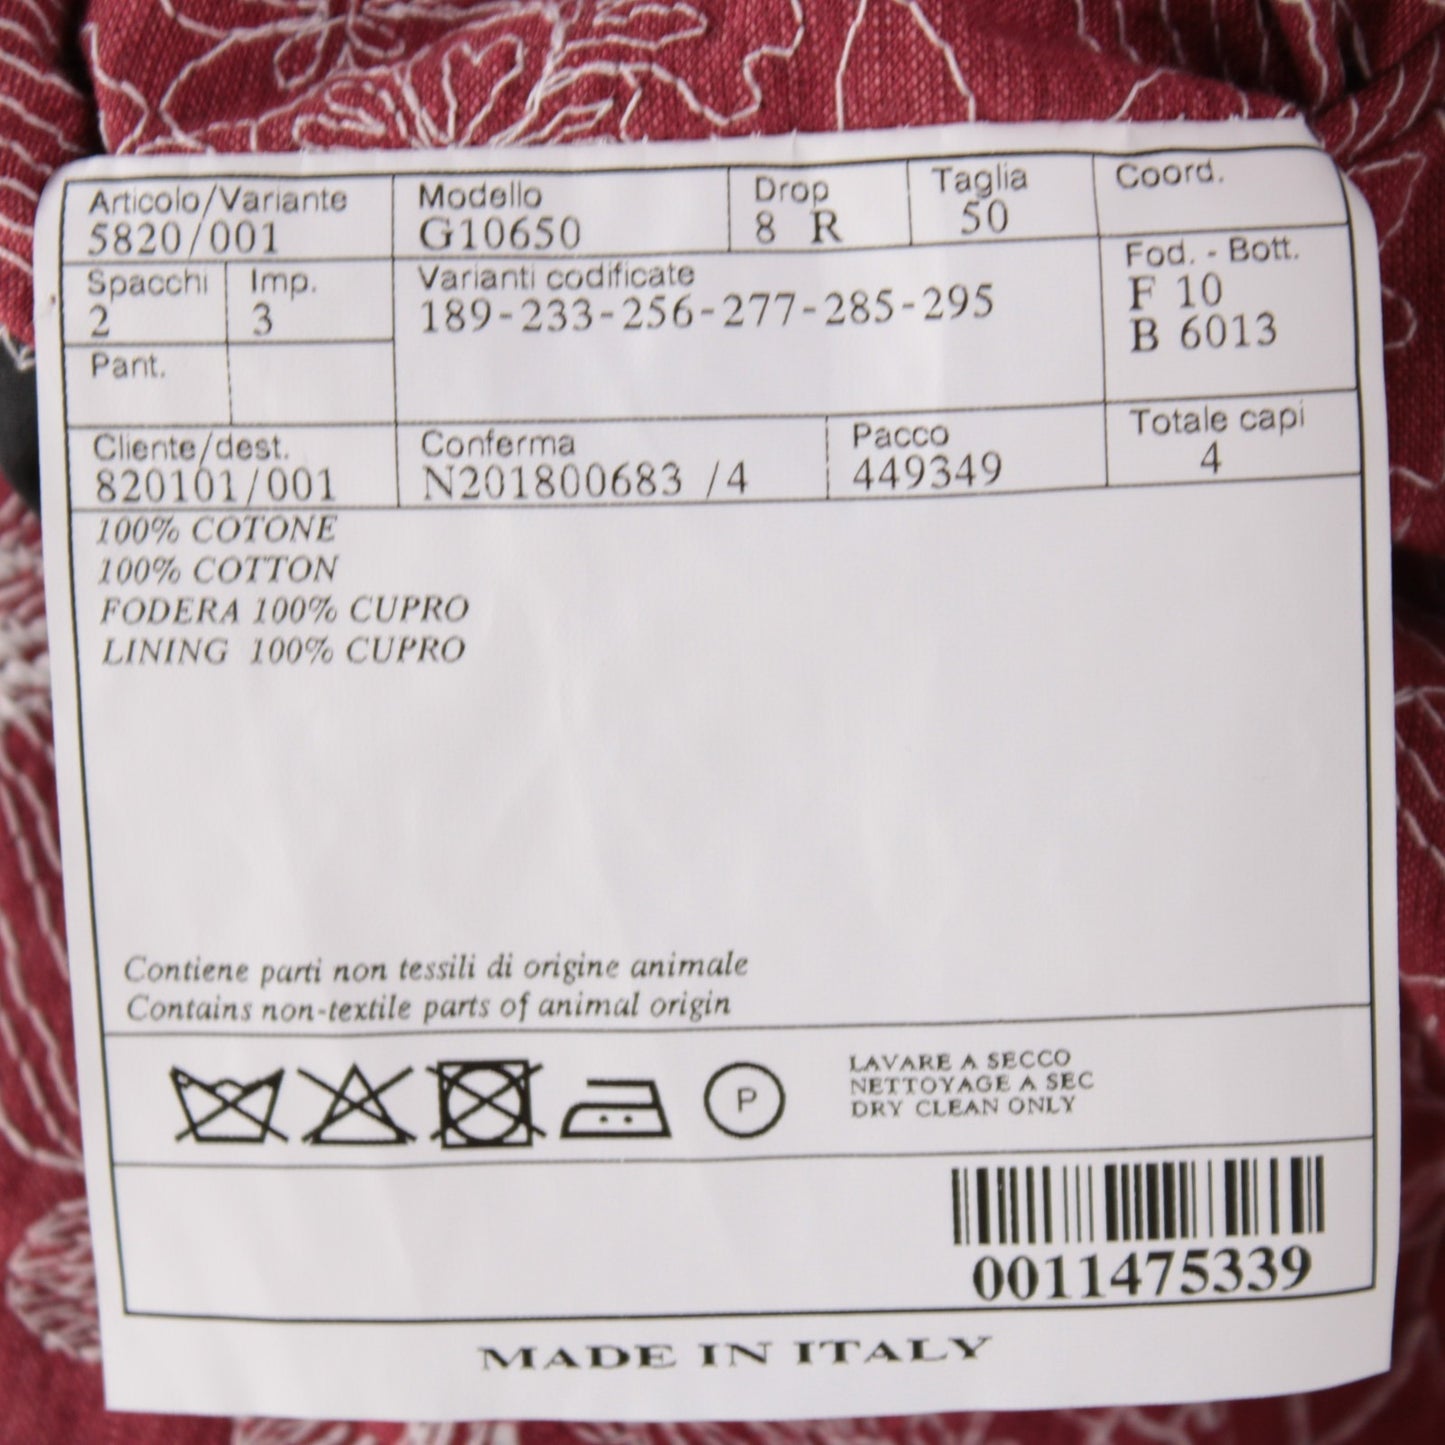 Articolo/Variante Modello Drop Taglia Coord.
5820/001 G10650 8 R 50
Spacchi Imp. Varianti codificate Fod. - Bott.
2 3 189-233-256-277-285-295 F 10
B 6013
Pant.
Cliente/dest. Conferma Pacco Totale capi
820101/001 N201800683 /4 449349 4
100% COTONE
100% COTTON
FODERA 100% CUPRO
LINING 100% CUPRO
Contiene parti non tessili di origine animale
Contains non-textile parts of animal origin
P
LAVARE A SECCO
NETTOYAGE A SEC
DRY CLEAN ONLY
0011475339
MADE IN ITALY